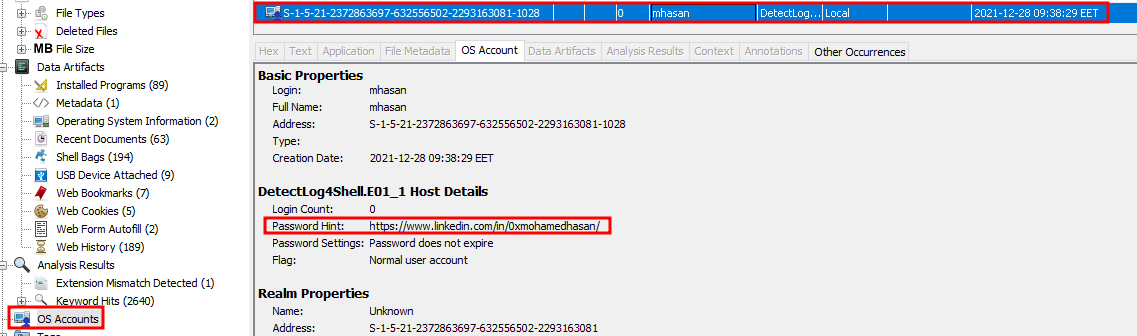 File Types
Deleted Files
MB File Size
Data Artifacts
Installed Programs (89)
Metadata (1)
Operating System Information (2)
Recent Documents (63)
Shell Bags (194)
USB Device Attached (9)
Web Bookmarks (7)
Web Cookies (5)
Web Form Autofill (2)
Web History (189)
Analysis Results
Extension Mismatch Detected (1)
Keyword Hits (2640)
OS Accounts
Tags
S-1-5-21-2372863697-632556502-2293163081-1028 0 mhasan DetectLog... Local 2021-12-28 09:38:29 EET
Hex Text Application File Metadata OS Account Data Artifacts Analysis Results Context Annotations Other Occurrences
Basic Properties
Login: mhasan
Full Name: mhasan
Address: S-1-5-21-2372863697-632556502-2293163081-1028
Type:
Creation Date: 2021-12-28 09:38:29 EET
DetectLog4Shell.E01_1 Host Details
Login Count: 0
Password Hint: https://www.linkedin.com/in/0xmohamedhasan/
Password Settings: Password does not expire
Flag: Normal user account
Realm Properties
Name: Unknown
Address: S-1-5-21-2372863697-632556502-2293163081